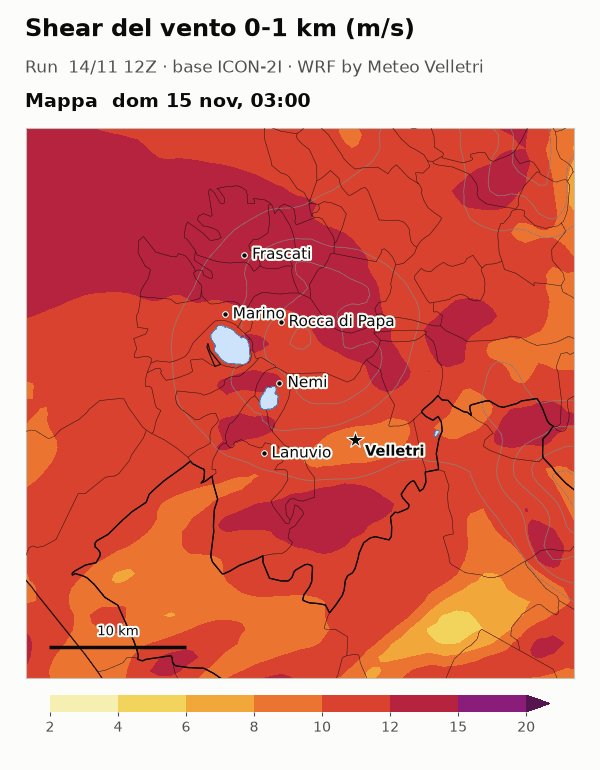 Shear del vento 0-1 km (m/s)
Run  14/11 12Z · base ICON-2I · WRF by Meteo Velletri
Mappa  dom 15 nov, 03:00
Frascati
Marino
Rocca di Papa
Nemi
Velletri
Lanuvio
10 km
2 4 6 8 10 12 15 20